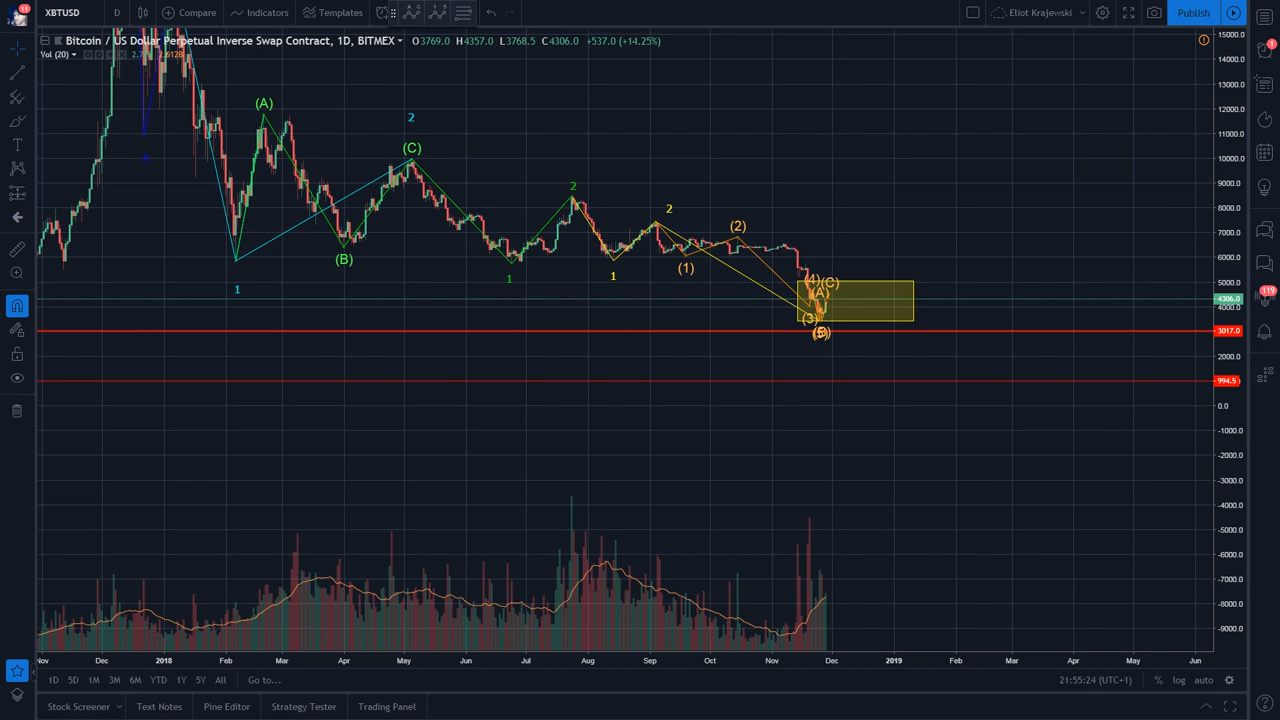 11
XBTUSD
D
Compare
Indicators
Templates
Eliot Krajewski
Publish
Bitcoin / US Dollar Perpetual Inverse Swap Contract, 1D, BITMEX
O3769.0 H4357.0 L3768.5 C4306.0 +537.0 (+14.25%)
Vol (20)
2.612B
15000.0
14000.0
13000.0
12000.0
11000.0
10000.0
9000.0
8000.0
7000.0
6000.0
5000.0
4306.0
4000.0
3017.0
2000.0
994.5
0.0
-1000.0
-2000.0
-3000.0
-4000.0
-5000.0
-6000.0
-7000.0
-8000.0
-9000.0
1
119
(A)
2
(C)
(B)
1
2
1
2
1
(2)
(1)
(4)
(C)
(A)
(3)
Nov
Dec
2018
Feb
Mar
Apr
May
Jun
Jul
Aug
Sep
Oct
Nov
Dec
2019
Feb
Mar
Apr
May
Jun
1D 5D 1M 3M 6M YTD 1Y 5Y All Go to...
21:55:24 (UTC+1)
% log auto
Stock Screener
Text Notes
Pine Editor
Strategy Tester
Trading Panel